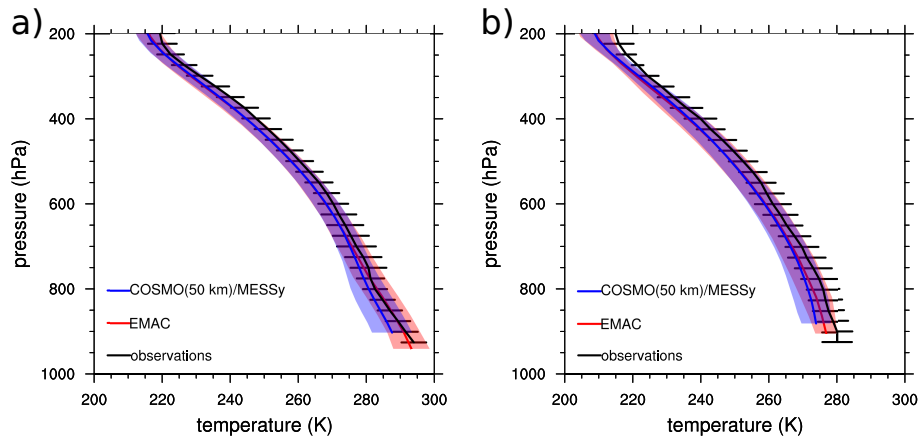 a)
200
400
600
800
1000
pressure (hPa)
COSMO(50 km)/MESSy
EMAC
observations
200 220 240 260 280 300
temperature (K)
b)
200
400
600
800
1000
pressure (hPa)
COSMO(50 km)/MESSy
EMAC
observations
200 220 240 260 280 300
temperature (K)